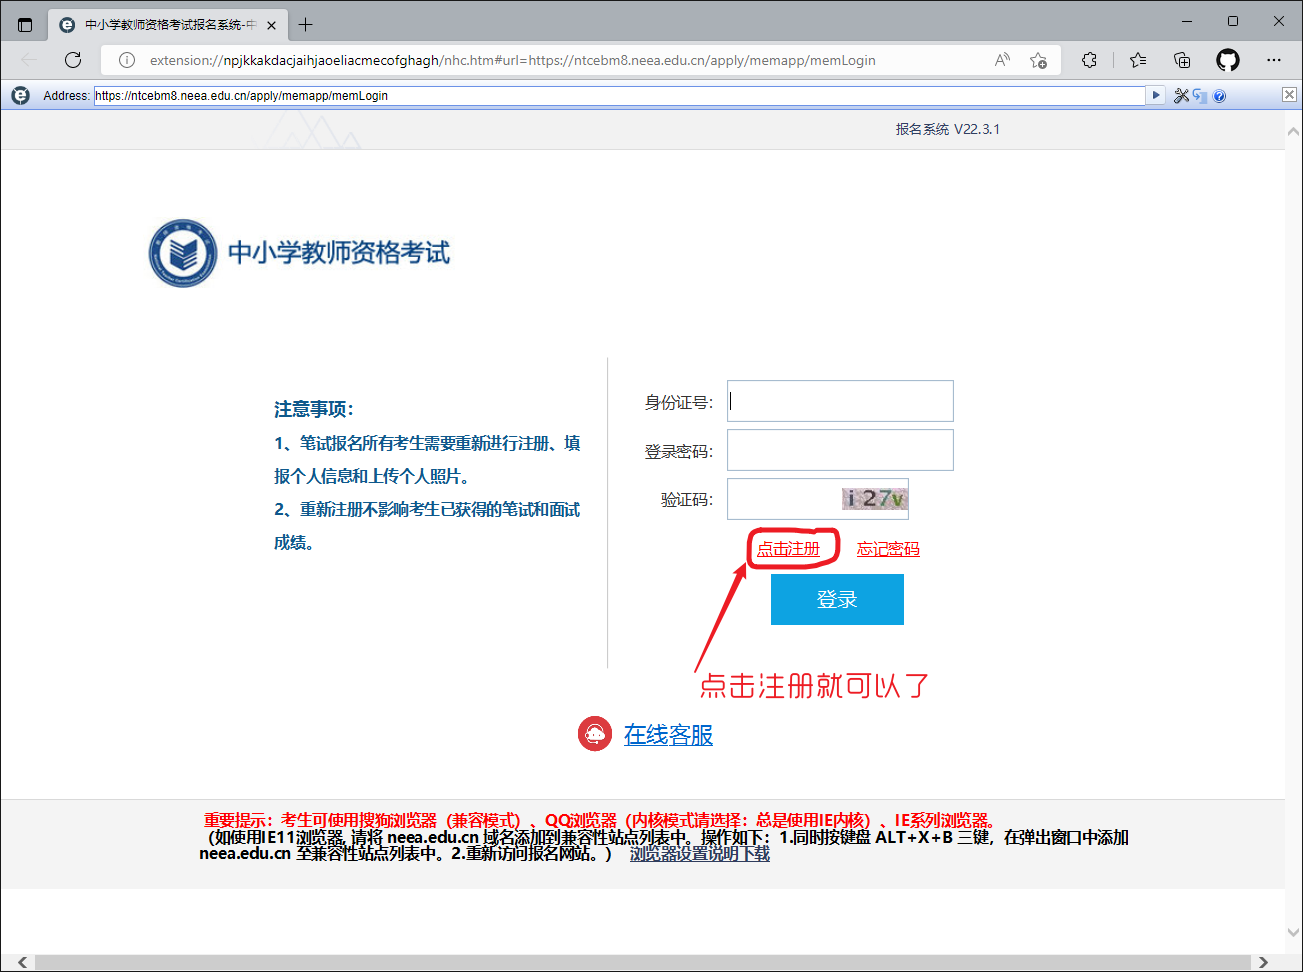 中小学教师资格考试报名系统-中
extension://npjkkakdacjaihjaoeliacmecofghagh/nhc.htm#url=https://ntcebm8.neea.edu.cn/apply/memapp/memLogin
Address: https://ntcebm8.neea.edu.cn/apply/memapp/memLogin
报名系统 V22.3.1
中小学教师资格考试
注意事项：
1、笔试报名所有考生需要重新进行注册、填
报个人信息和上传个人照片。
2、重新注册不影响考生已获得的笔试和面试
成绩。
身份证号：
登录密码：
验证码：
i 27v
点击注册 忘记密码
登录
点击注册就可以了
在线客服
重要提示：考生可使用搜狗浏览器（兼容模式）、QQ浏览器（内核模式请选择：总是使用IE内核）、IE系列浏览器。
（如使用IE11浏览器, 请将 neea.edu.cn 域名添加到兼容性站点列表中。操作如下：1.同时按键盘 ALT+X+B 三键，在弹出窗口中添加
neea.edu.cn 至兼容性站点列表中。2.重新访问报名网站。） 浏览器设置说明下载